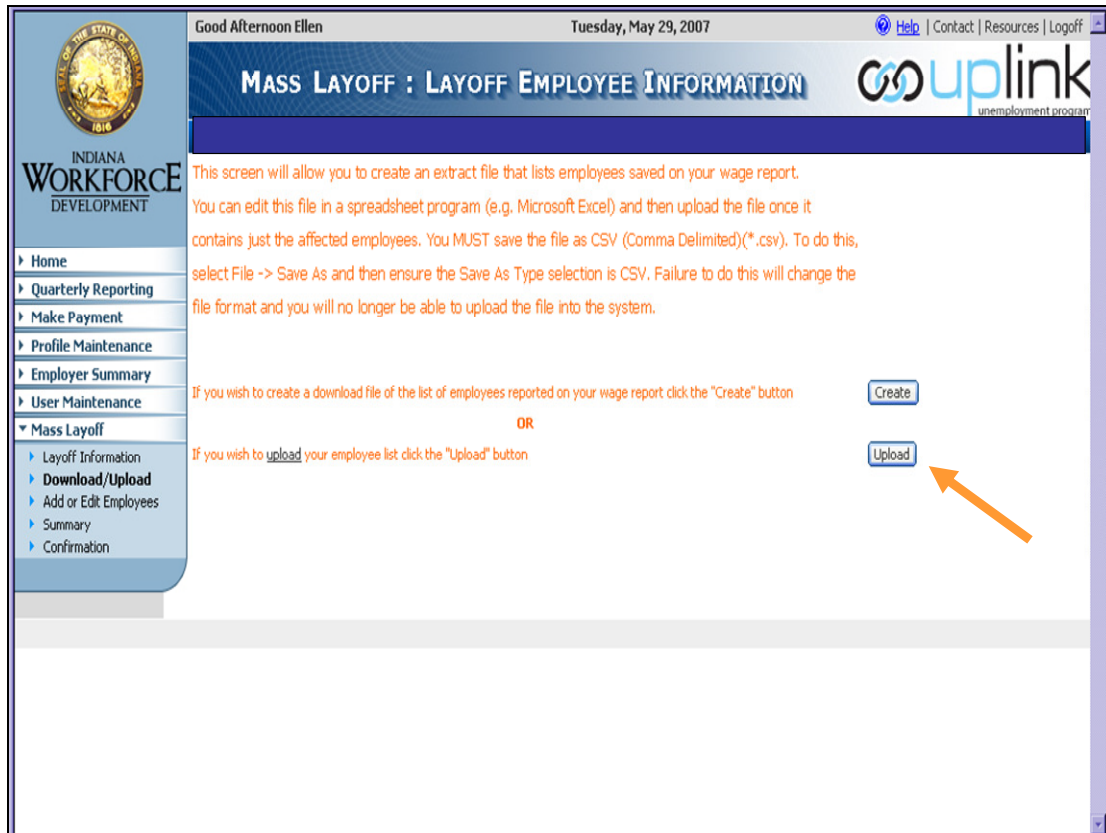 Good Afternoon Ellen
Tuesday, May 29, 2007
Help | Contact | Resources | Logoff
MASS LAYOFF : LAYOFF EMPLOYEE INFORMATION
uplink
unemployment program
SEAL OF THE STATE OF INDIANA
1816
INDIANA
WORKFORCE
DEVELOPMENT
Home
Quarterly Reporting
Make Payment
Profile Maintenance
Employer Summary
User Maintenance
Mass Layoff
Layoff Information
Download/Upload
Add or Edit Employees
Summary
Confirmation
This screen will allow you to create an extract file that lists employees saved on your wage report.
You can edit this file in a spreadsheet program (e.g. Microsoft Excel) and then upload the file once it
contains just the affected employees. You MUST save the file as CSV (Comma Delimited)(*.csv). To do this,
select File -> Save As and then ensure the Save As Type selection is CSV. Failure to do this will change the
file format and you will no longer be able to upload the file into the system.
If you wish to create a download file of the list of employees reported on your wage report click the "Create" button
Create
OR
If you wish to upload your employee list click the "Upload" button
Upload